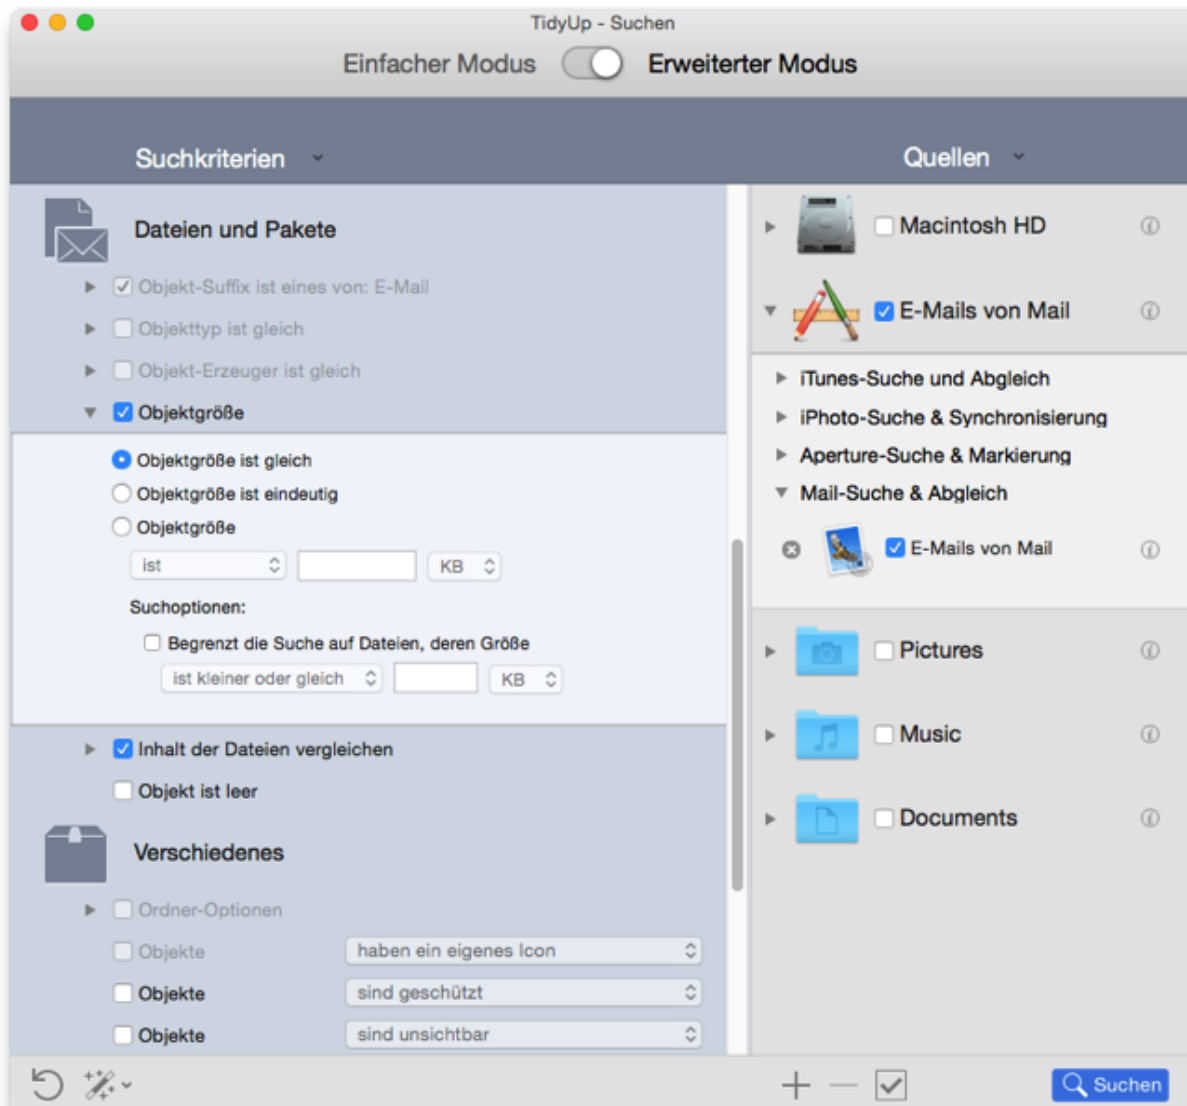 TidyUp - Suchen
Einfacher Modus Erweiterter Modus
Suchkriterien
Dateien und Pakete
Objekt-Suffix ist eines von: E-Mail
Objekttyp ist gleich
Objekt-Erzeuger ist gleich
Objektgröße
Objektgröße ist gleich
Objektgröße ist eindeutig
Objektgröße
ist KB
Suchoptionen:
Begrenzt die Suche auf Dateien, deren Größe
ist kleiner oder gleich KB
Inhalt der Dateien vergleichen
Objekt ist leer
Verschiedenes
Ordner-Optionen
Objekte haben ein eigenes Icon
Objekte sind geschützt
Objekte sind unsichtbar
Quellen
Macintosh HD
E-Mails von Mail
iTunes-Suche und Abgleich
iPhoto-Suche & Synchronisierung
Aperture-Suche & Markierung
Mail-Suche & Abgleich
E-Mails von Mail
Pictures
Music
Documents
Suchen